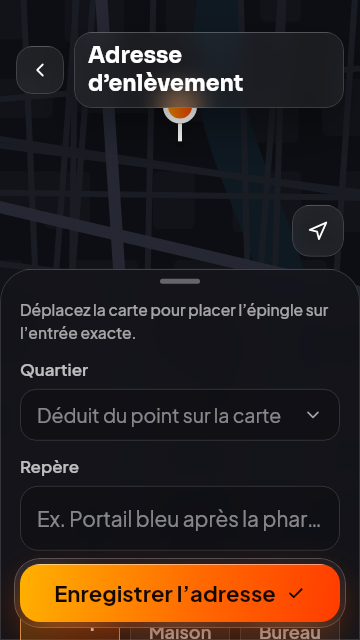 Adresse
d’enlèvement
Déplacez la carte pour placer l’épingle sur
l’entrée exacte.
Quartier
Déduit du point sur la carte
Repère
Ex. Portail bleu après la phar…
Enregistrer l’adresse
Maison
Bureau